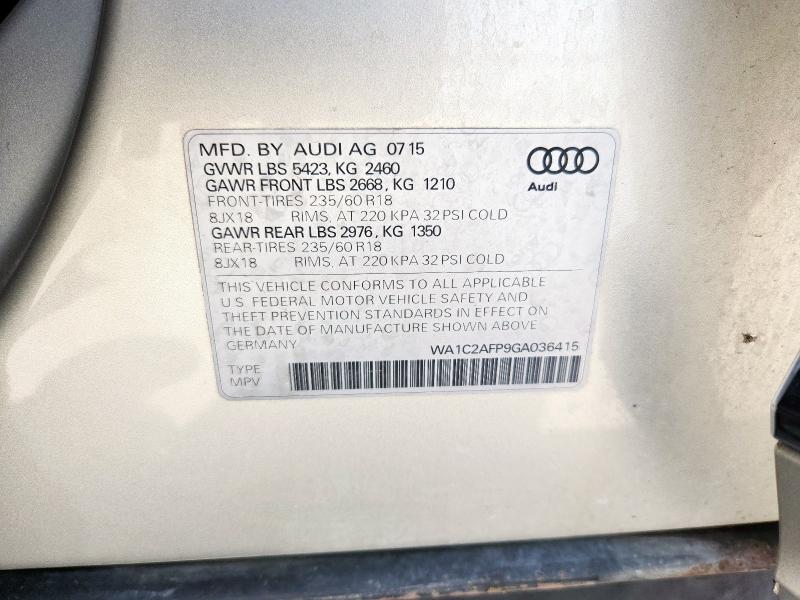 MFD. BY AUDI AG 0715
GVWR LBS 5423, KG 2460
GAWR FRONT LBS 2668, KG 1210
FRONT-TIRES 235/60 R18
8JX18 RIMS, AT 220 KPA 32 PSI COLD
GAWR REAR LBS 2976, KG 1350
REAR-TIRES 235/60 R18
8JX18 RIMS, AT 220 KPA 32 PSI COLD
Audi
THIS VEHICLE CONFORMS TO ALL APPLICABLE
U.S. FEDERAL MOTOR VEHICLE SAFETY AND
THEFT PREVENTION STANDARDS IN EFFECT ON
THE DATE OF MANUFACTURE SHOWN ABOVE
GERMANY WA1C2AFP9GA036415
TYPE
MPV